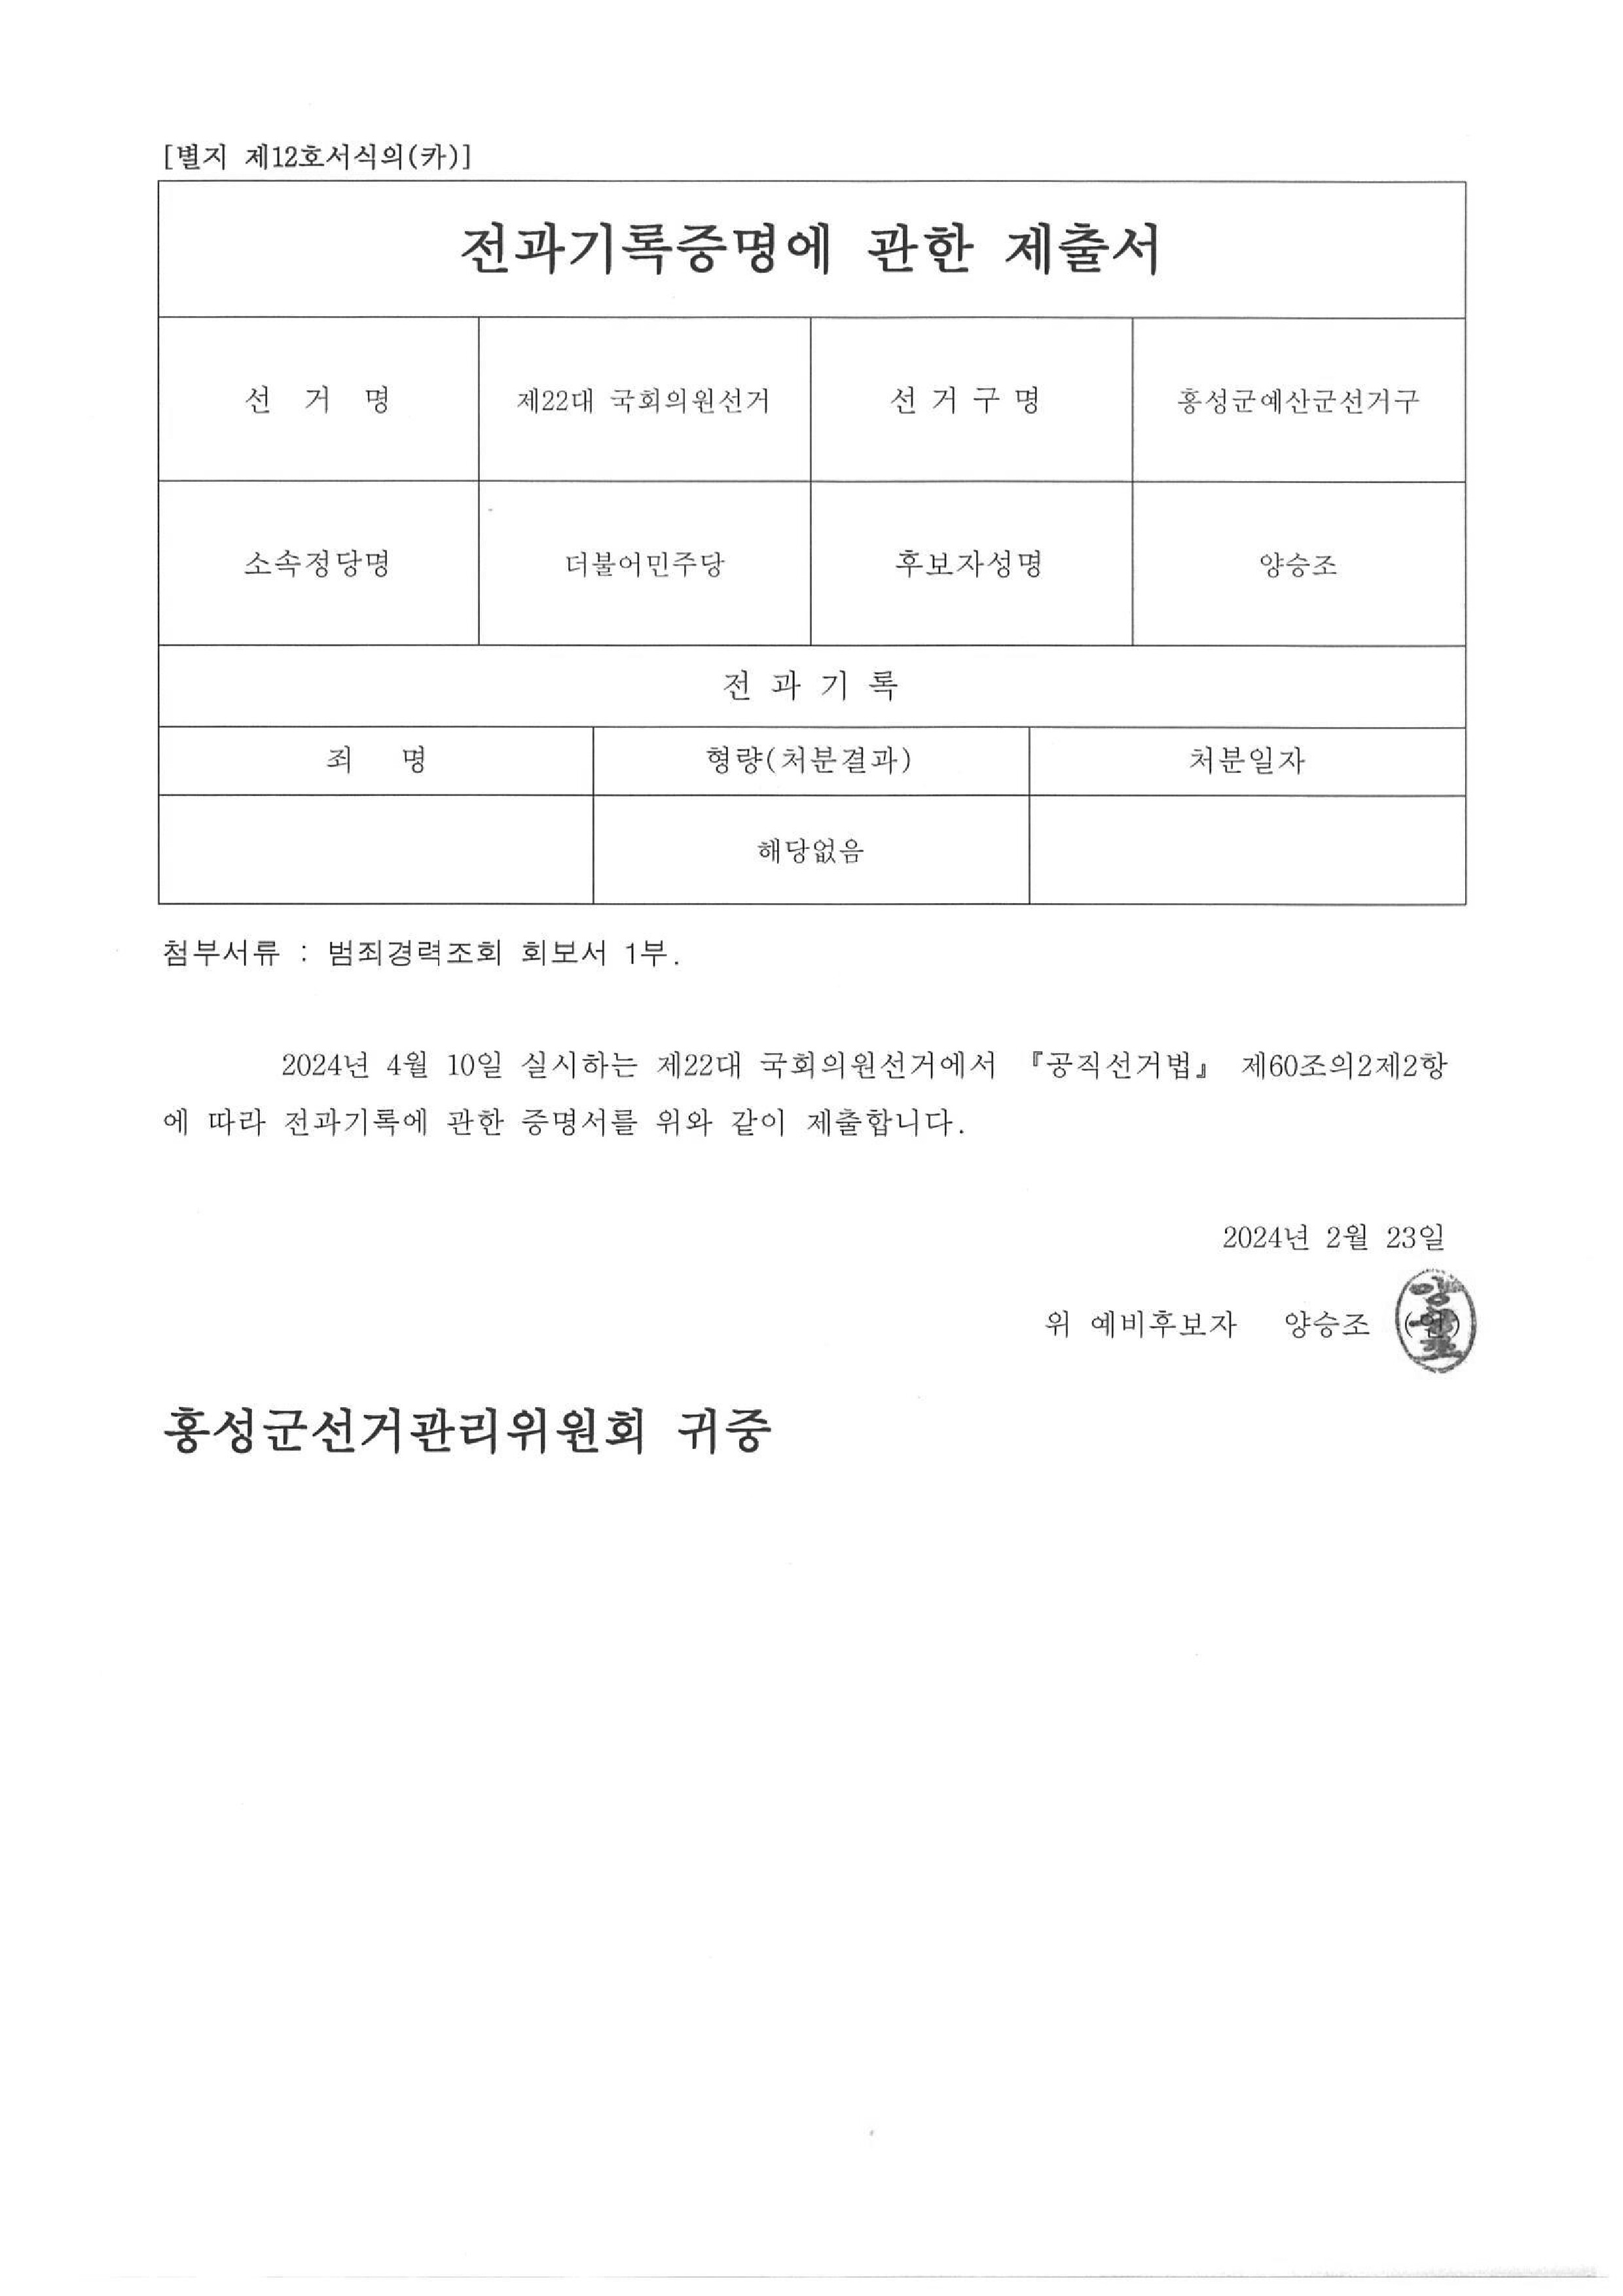 [별지 제12호서식의(카)]
전과기록증명에 관한 제출서
선 거 명 제22대 국회의원선거 선 거 구 명 홍성군예산군선거구
소속정당명 더불어민주당 후보자성명 양승조
전 과 기 록
죄 명 형량(처분결과) 처분일자
해당없음
첨부서류 : 범죄경력조회 회보서 1부.
2024년 4월 10일 실시하는 제22대 국회의원선거에서 『공직선거법』 제60조의2제2항
에 따라 전과기록에 관한 증명서를 위와 같이 제출합니다.
2024년 2월 23일
위 예비후보자 양승조 (인)
홍성군선거관리위원회 귀중